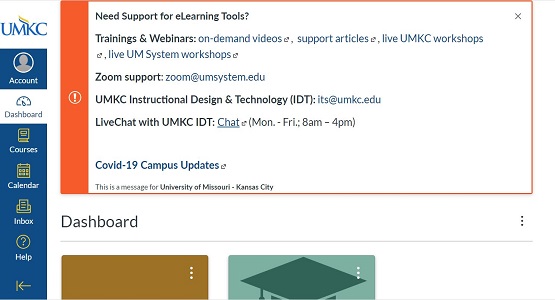 UMKC
Account
Dashboard
Courses
Calendar
Inbox
Help
Need Support for eLearning Tools?
Trainings & Webinars: on-demand videos, support articles, live UMKC workshops
, live UM System workshops
Zoom support: zoom@umsystem.edu
UMKC Instructional Design & Technology (IDT): its@umkc.edu
LiveChat with UMKC IDT: Chat (Mon. - Fri.; 8am – 4pm)
Covid-19 Campus Updates
This is a message for University of Missouri - Kansas City
Dashboard